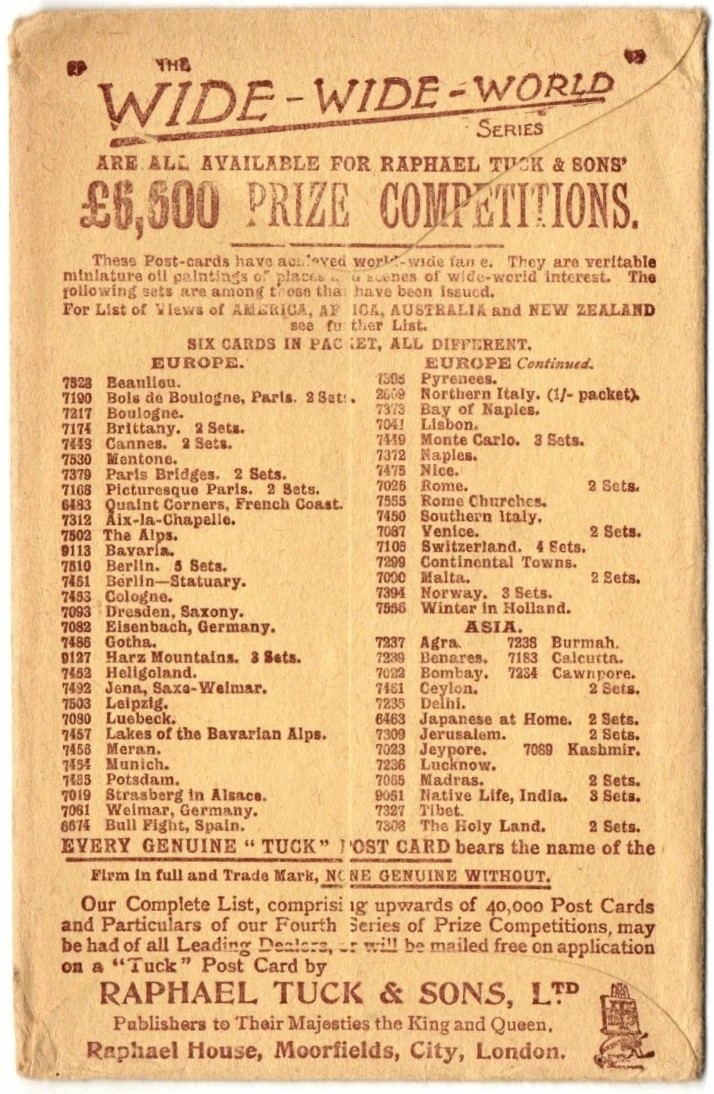 THE
WIDE-WIDE-WORLD
SERIES
ARE ALL AVAILABLE FOR RAPHAEL TUCK & SONS'
£6,600 PRIZE COMPETITIONS.
These Post-cards have achieved world-wide fame. They are veritable
miniature oil paintings of places and scenes of wide-world interest. The
following sets are among those that have been issued.
For List of Views of AMERICA, AFRICA, AUSTRALIA and NEW ZEALAND
see further List.
SIX CARDS IN PACKET, ALL DIFFERENT.
EUROPE.
7528 Beaulieu.
7190 Bois de Boulogne, Paris. 2 Sets.
7217 Boulogne.
7174 Brittany. 2 Sets.
7448 Cannes. 2 Sets.
7530 Mentone.
7379 Paris Bridges. 2 Sets.
7168 Picturesque Paris. 2 Sets.
6483 Quaint Corners, French Coast.
7312 Aix-la-Chapelle.
7502 The Alps.
9113 Bavaria.
7510 Berlin. 5 Sets.
7451 Berlin—Statuary.
7453 Cologne.
7093 Dresden, Saxony.
7082 Eisenbach, Germany.
7486 Gotha.
9127 Harz Mountains. 3 Sets.
7452 Heligoland.
7492 Jena, Saxe-Weimar.
7503 Leipzig.
7080 Luebeck.
7457 Lakes of the Bavarian Alps.
7456 Meran.
7454 Munich.
7455 Potsdam.
7019 Strasberg in Alsace.
7061 Weimar, Germany.
6674 Bull Fight, Spain.
EUROPE Continued.
7395 Pyrenees.
Northern Italy. (1/- packet).
7373 Bay of Naples.
7041 Lisbon.
7449 Monte Carlo. 3 Sets.
7372 Naples.
7475 Nice.
7026 Rome. 2 Sets.
7555 Rome Churches.
7450 Southern Italy.
7087 Venice. 2 Sets.
7105 Switzerland. 4 Sets.
7299 Continental Towns.
7000 Malta. 2 Sets.
7394 Norway. 3 Sets.
7556 Winter in Holland.
ASIA.
7237 Agra. 7238 Burmah.
7239 Benares. 7183 Calcutta.
7022 Bombay. 7234 Cawnpore.
7461 Ceylon. 2 Sets.
7235 Delhi.
6463 Japanese at Home. 2 Sets.
7309 Jerusalem. 2 Sets.
7023 Jeypore. 7089 Kashmir.
7236 Lucknow.
7065 Madras. 2 Sets.
9051 Native Life, India. 3 Sets.
7327 Tibet.
7308 The Holy Land. 2 Sets.
EVERY GENUINE "TUCK" POST CARD bears the name of the
Firm in full and Trade Mark, NONE GENUINE WITHOUT.
Our Complete List, comprising upwards of 40,000 Post Cards
and Particulars of our Fourth Series of Prize Competitions, may
be had of all Leading Dealers, or will be mailed free on application
on a "Tuck" Post Card by
RAPHAEL TUCK & SONS, LTD
Publishers to Their Majesties the King and Queen,
Raphael House, Moorfields, City, London.